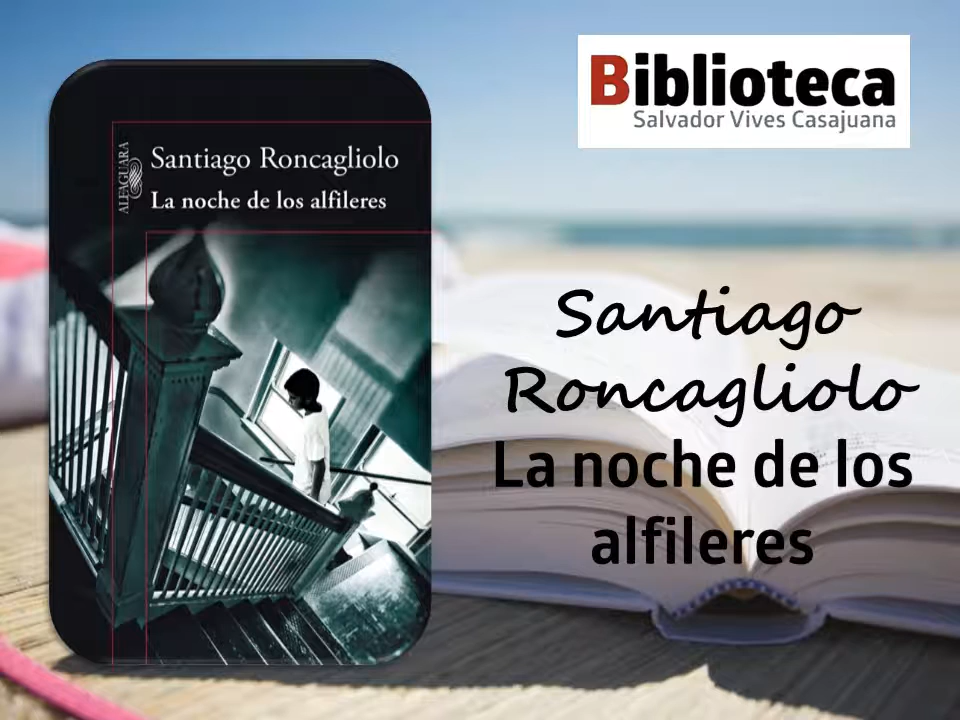 Biblioteca
Salvador Vives Casajuana
ALFAGUARA
Santiago Roncagliolo
La noche de los alfileres
Santiago
Roncagliolo
La noche de los
alfileres